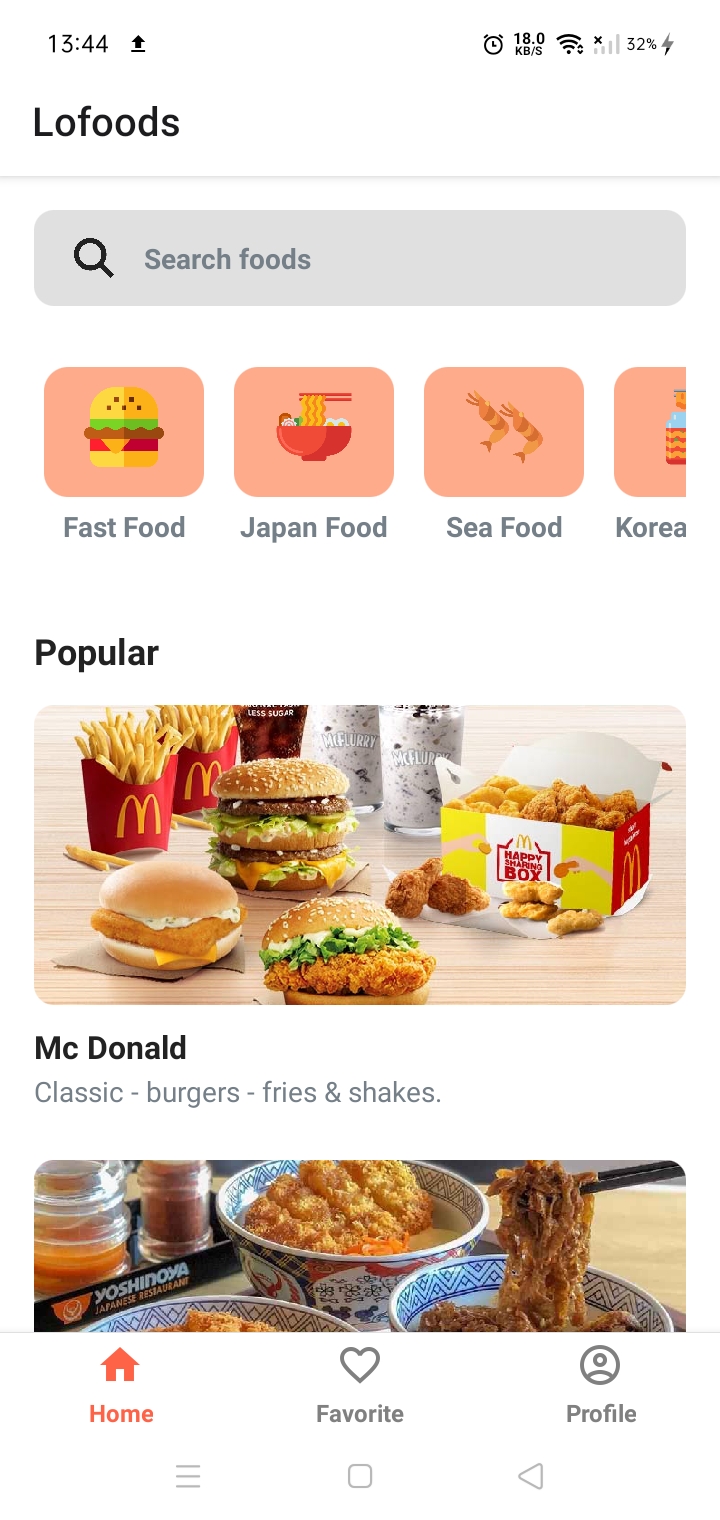 13:44
18.0
KB/S
32%
Lofoods
Search foods
Fast Food
Japan Food
Sea Food
Korea
Popular
LESS SUGAR
McFLURRY
McFLUR
HAPPY
SHARING
BOX
Mc Donald
Classic - burgers - fries & shakes.
YOSHINOYA
JAPANESE RESTAURANT
Home
Favorite
Profile